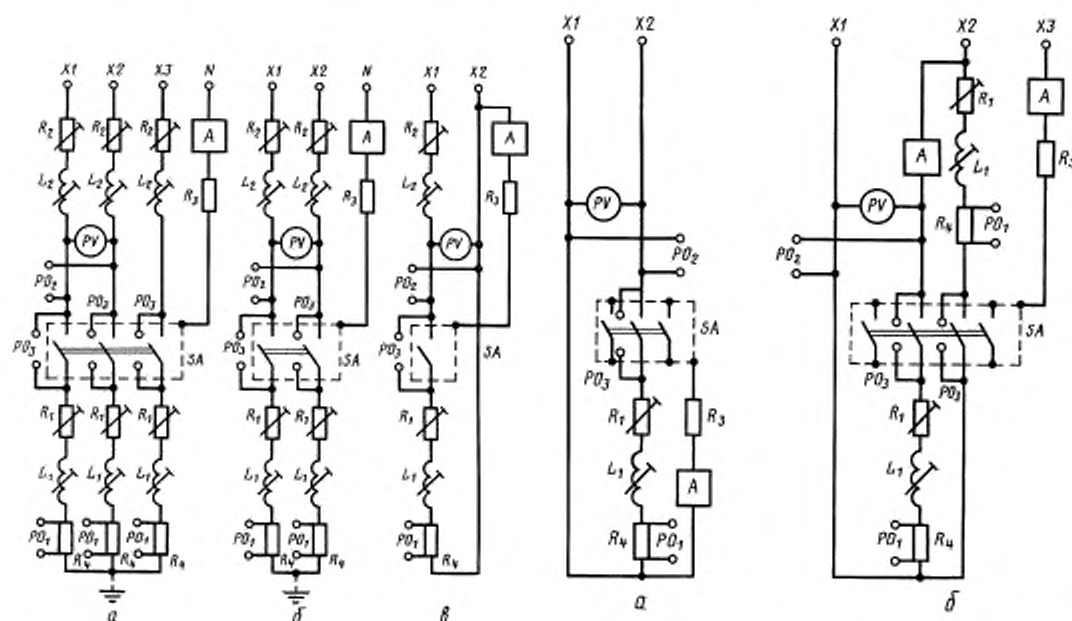 X1 X2 X3 N
R₂ R₂ R₂ A
L₂ L₂ L₂ R₃
PV
PO₂
PO₃ PO₃ PO₃
SA
R₁ R₁ R₁
L₁ L₁ L₁
PO₁ PO₁ PO₁
R₄ R₄ R₄
а
X1 X2 N
R₂ R₂ A
L₂ L₂ R₃
PV
PO₂
PO₃ PO₃
SA
R₁ R₁
L₁ L₁
PO₁ PO₁
R₄ R₄
б
X1 X2
R₂ A
L₂ R₃
PV
PO₂
PO₃
SA
R₁
L₁
PO₁
R₄
в
X1 X2
PV
PO₂
SA
PO₃
R₁ R₃
L₁
A
R₄ PO₁
а
X1 X2 X3
R₁ A
A
L₁ R₃
PV R₄ PO₁
PO₂
SA
PO₃ PO₃
R₁
L₁
PO₁ R₄
б